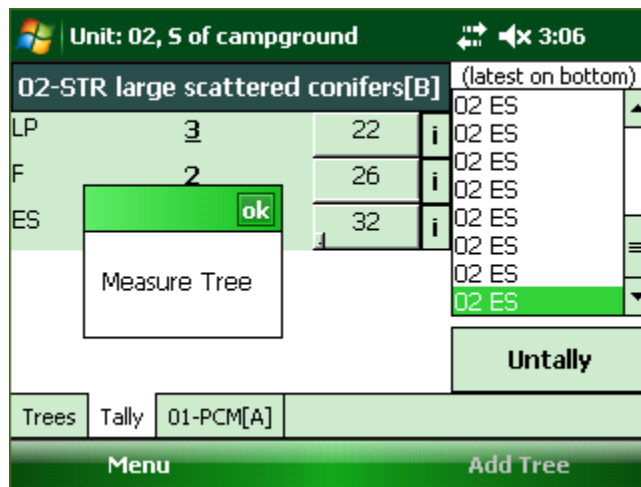 Unit: 02, S of campground 3:06
02-STR large scattered conifers[B]
(latest on bottom)
LP 3 22 i
F 2 26 i
ES 32 i
ok
Measure Tree
02 ES
02 ES
02 ES
02 ES
02 ES
02 ES
02 ES
02 ES
Untally
Trees Tally 01-PCM[A]
Menu Add Tree